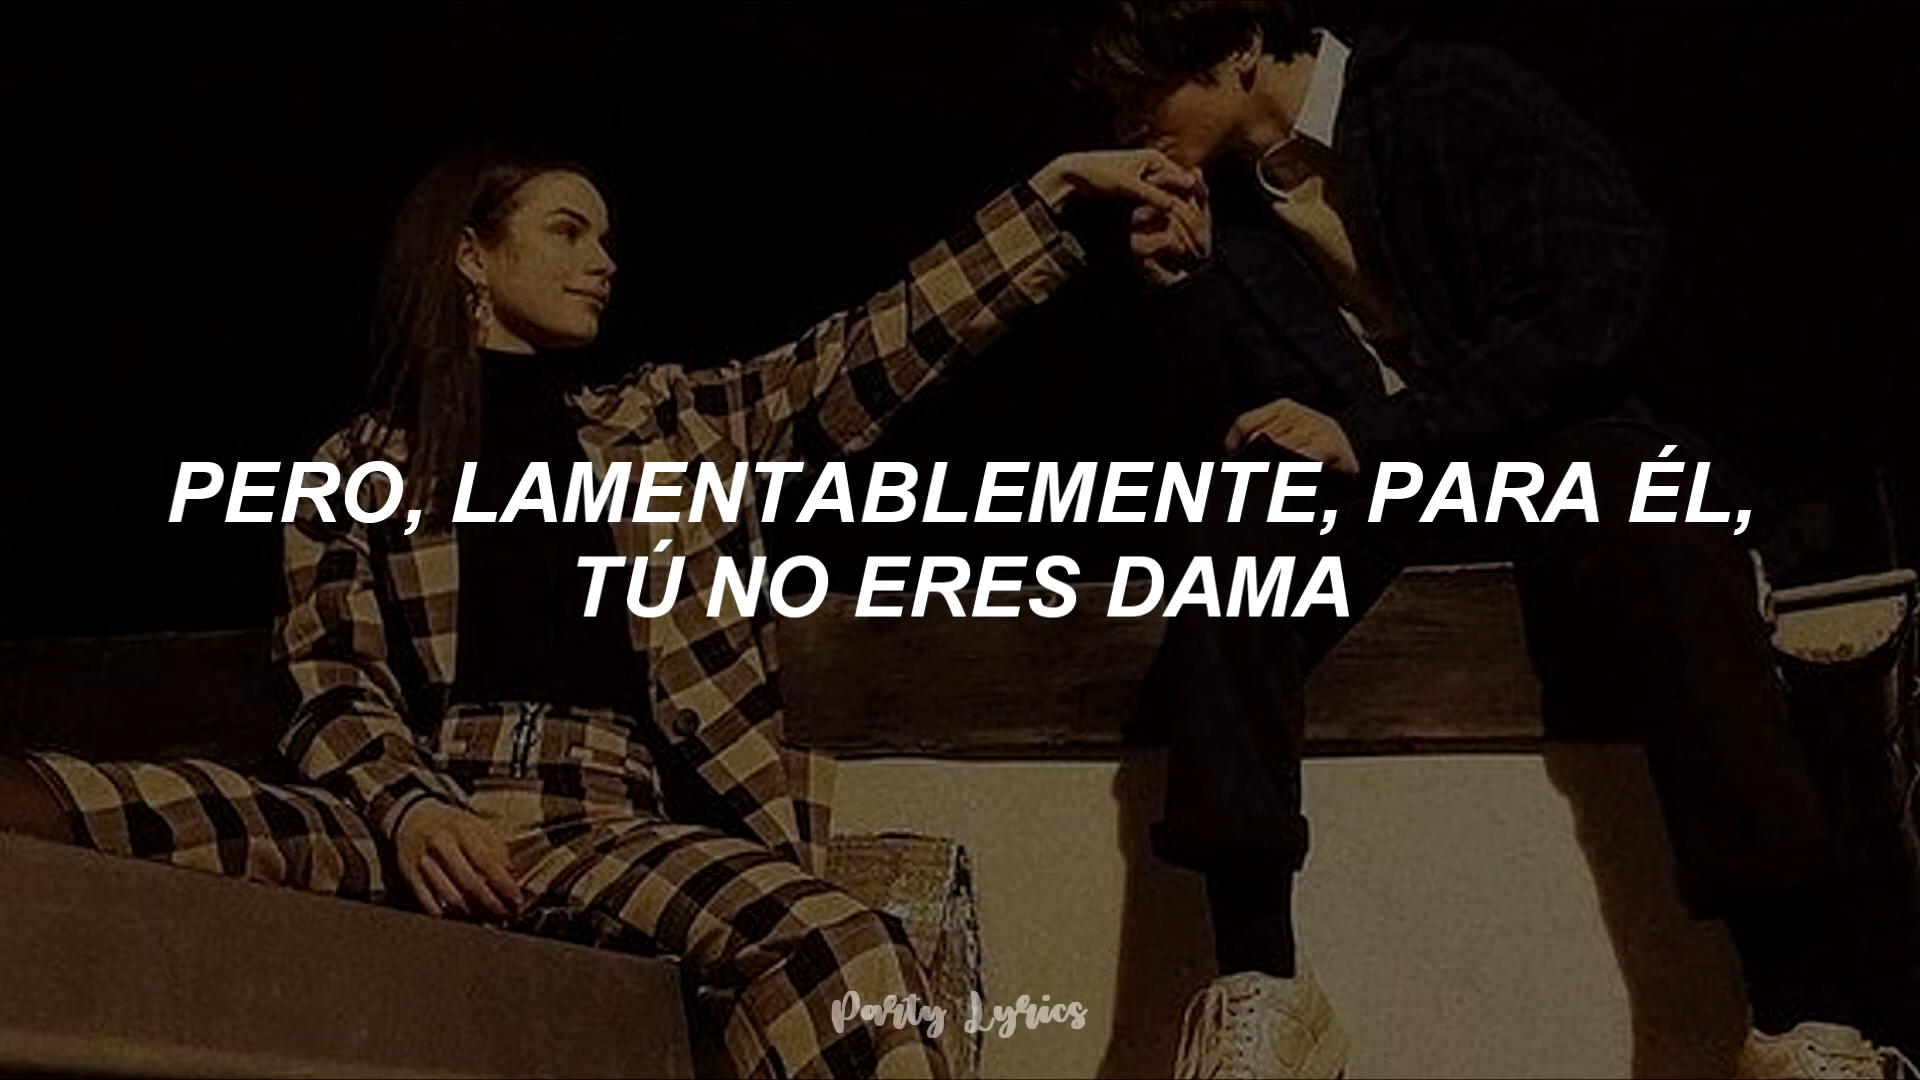 PERO, LAMENTABLEMENTE, PARA ÉL,
TÚ NO ERES DAMA
Party Lyrics